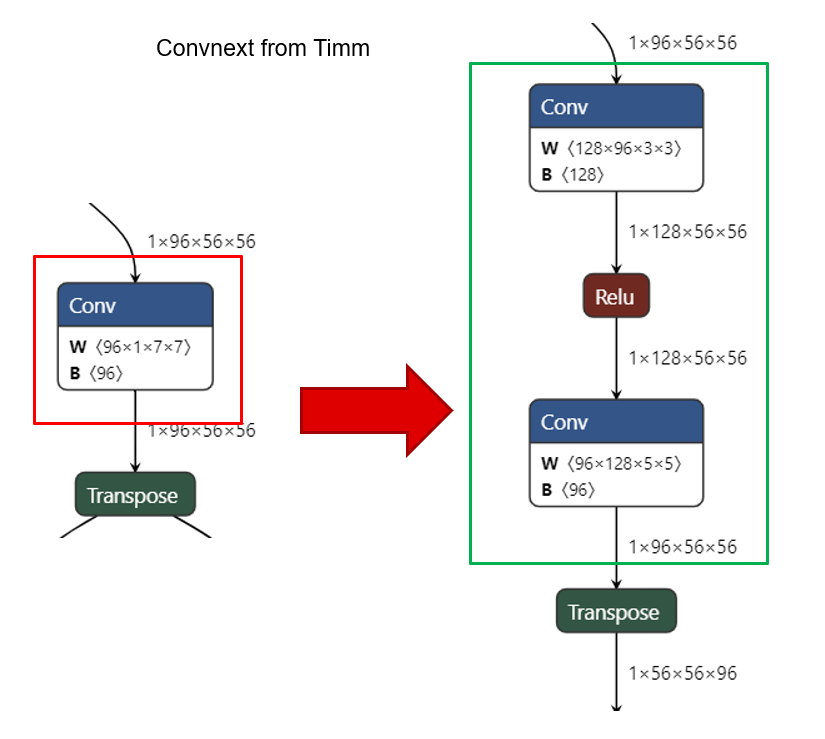 Convnext from Timm
1×96×56×56
Conv
W ⟨96×1×7×7⟩
B ⟨96⟩
1×96×56×56
Transpose
1×96×56×56
Conv
W ⟨128×96×3×3⟩
B ⟨128⟩
1×128×56×56
Relu
1×128×56×56
Conv
W ⟨96×128×5×5⟩
B ⟨96⟩
1×96×56×56
Transpose
1×56×56×96